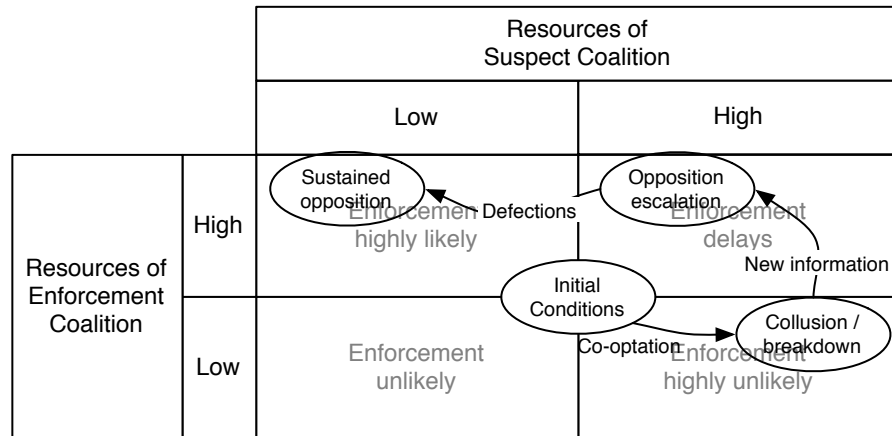 Resources of
Suspect Coalition
Low
High
Resources of
Enforcement
Coalition
High
Sustained
opposition
Enforcemen
highly likely
Defections
Opposition
escalation
Enforcement
delays
New information
Initial
Conditions
Low
Enforcement
unlikely
Co-optation
Collusion /
breakdown
Enforcement
highly unlikely